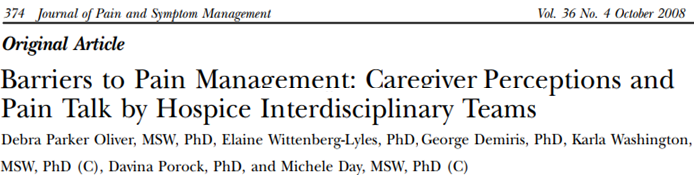 374 Journal of Pain and Symptom Management Vol. 36 No. 4 October 2008
Original Article
Barriers to Pain Management: Caregiver Perceptions and
Pain Talk by Hospice Interdisciplinary Teams
Debra Parker Oliver, MSW, PhD, Elaine Wittenberg-Lyles, PhD, George Demiris, PhD, Karla Washington,
MSW, PhD (C), Davina Porock, PhD, and Michele Day, MSW, PhD (C)